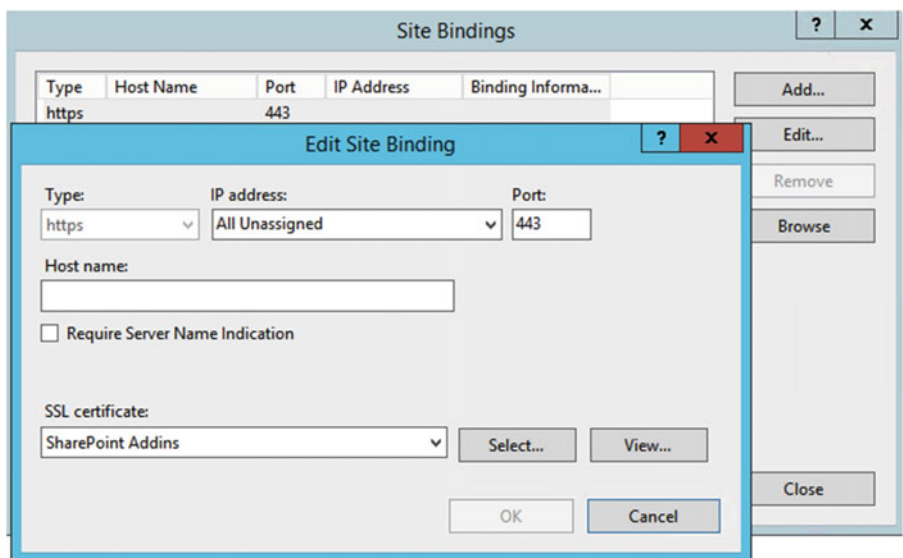 Site Bindings
? x
Type Host Name Port IP Address Binding Informa...
https 443
Add...
Edit...
Remove
Browse
Close
Edit Site Binding
? x
Type: IP address: Port:
https All Unassigned 443
Host name:
Require Server Name Indication
SSL certificate:
SharePoint Addins Select... View...
OK Cancel